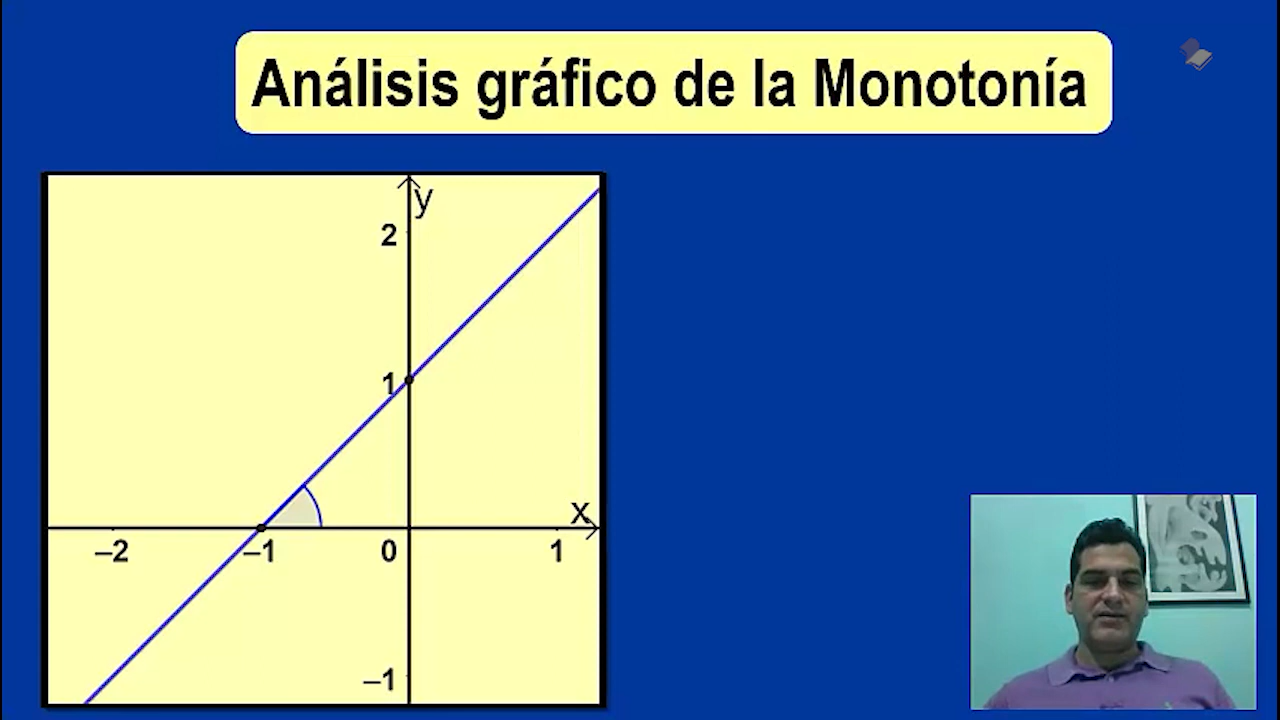 Análisis gráfico de la Monotonía
y
2
1
x
–2 –1 0 1
–1